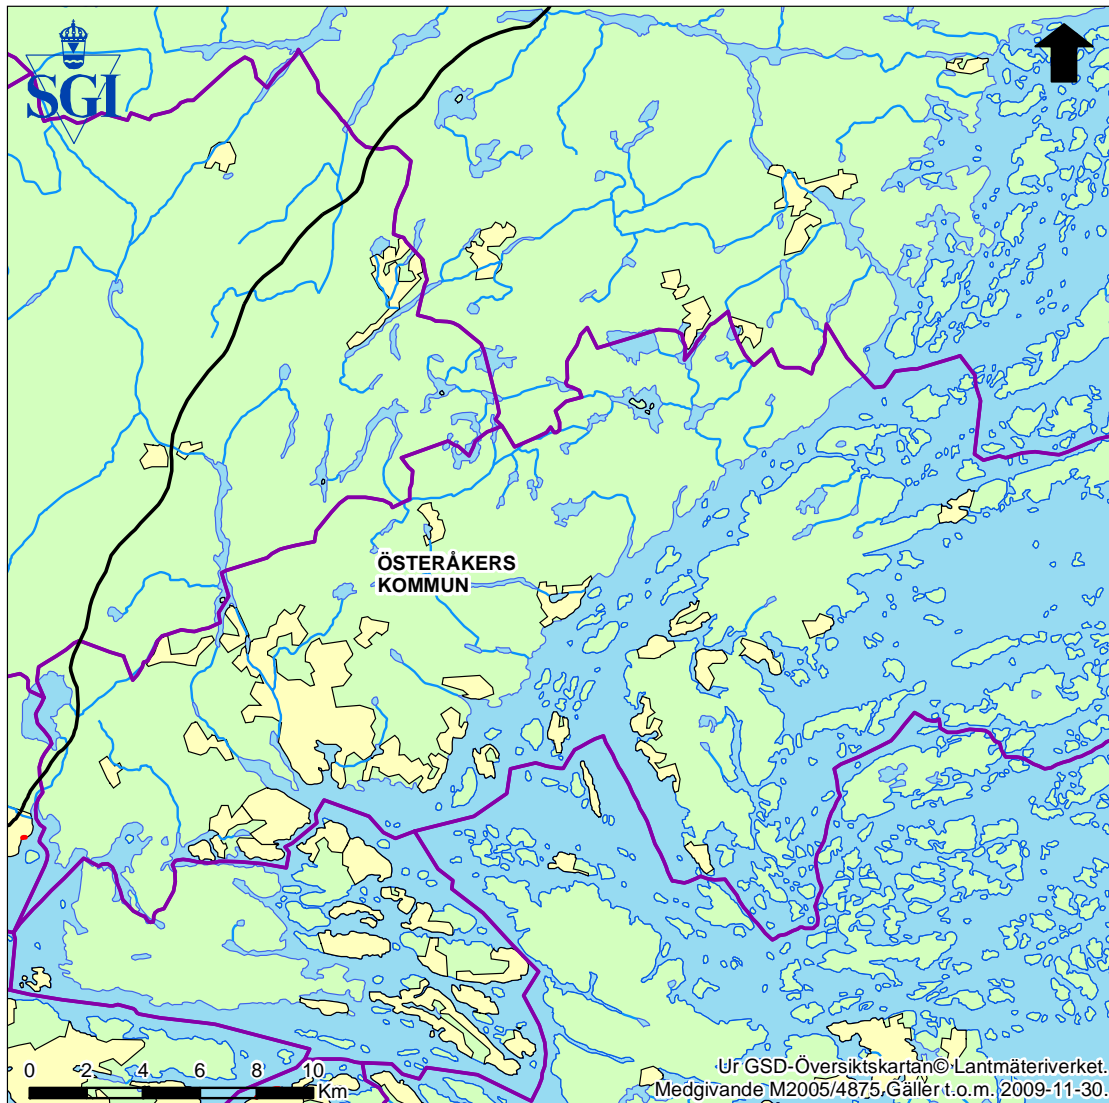 SGI
ÖSTERÅKERS
KOMMUN
0 2 4 6 8 10
Km
Ur GSD-Översiktskartan© Lantmäteriverket.
Medgivande M2005/4875.Gäller t.o.m. 2009-11-30.